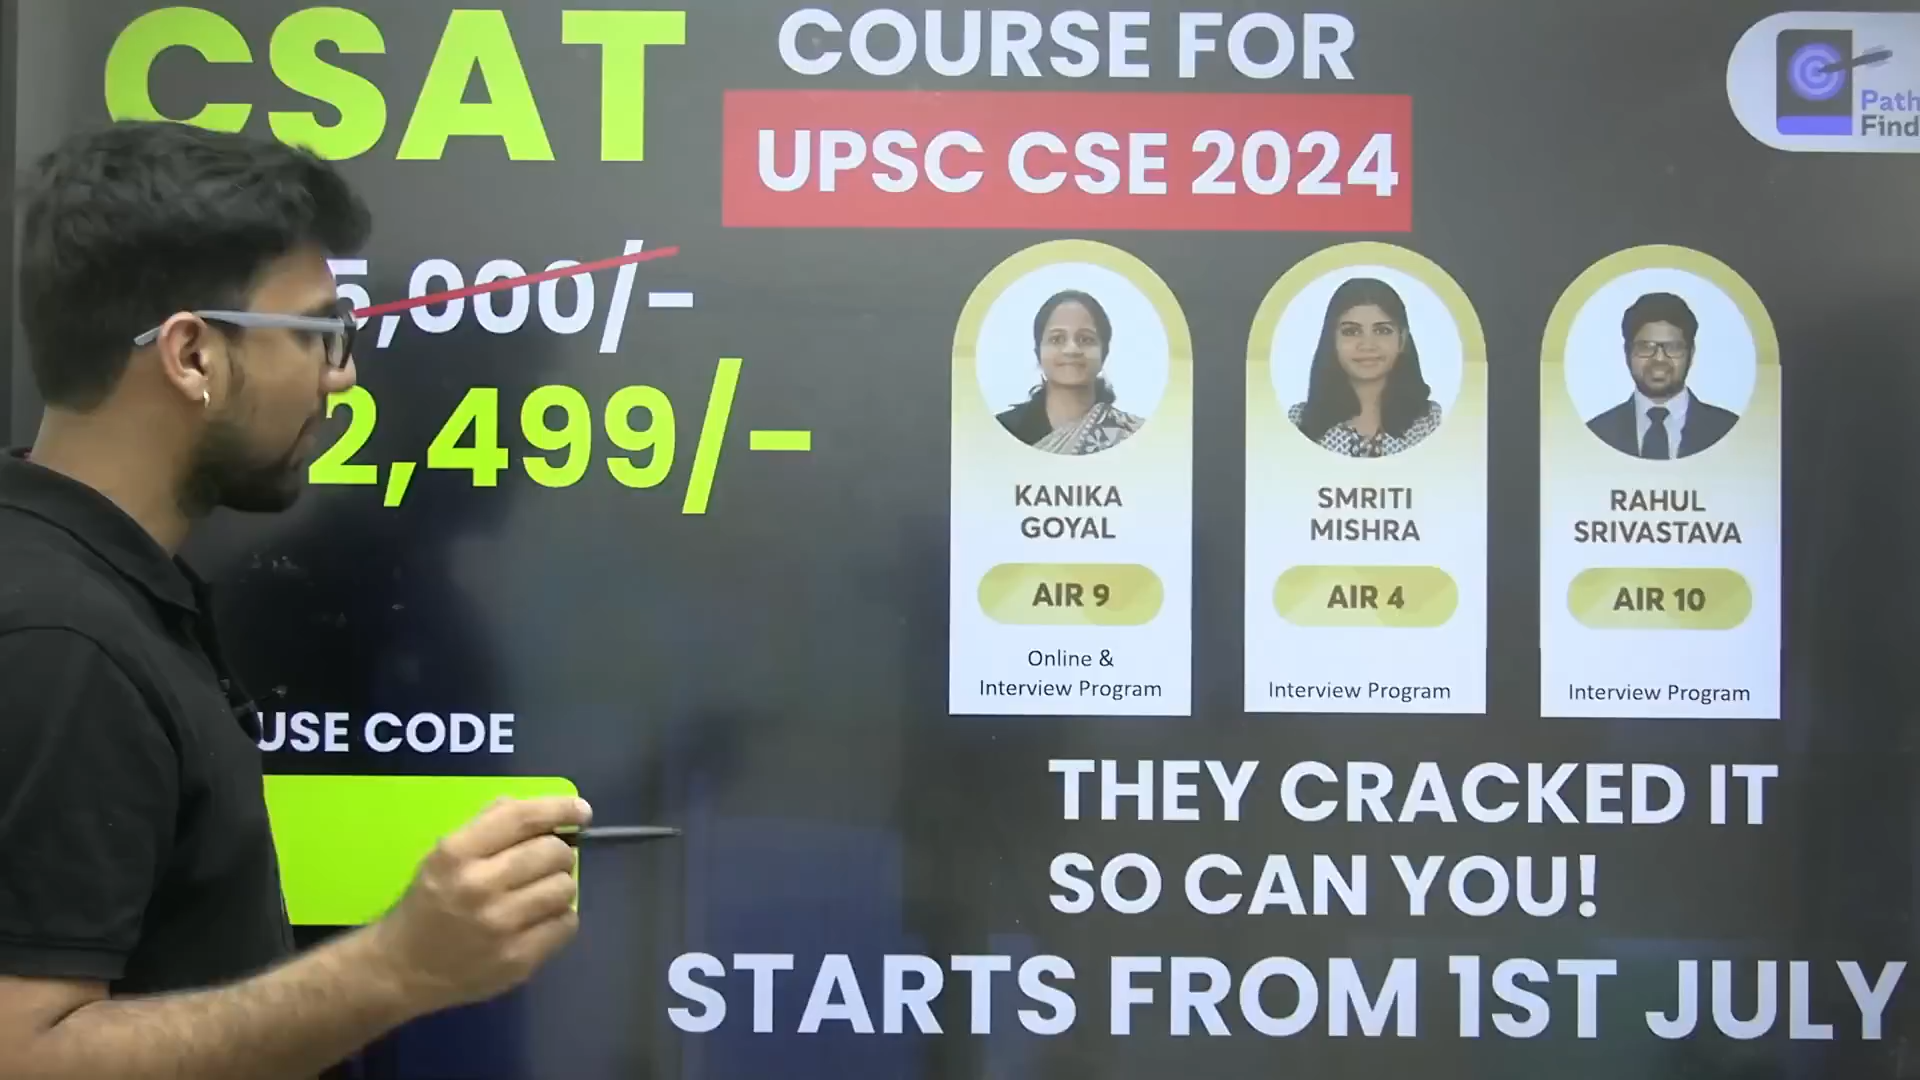 CSAT
COURSE FOR
UPSC CSE 2024
5,000/-
2,499/-
KANIKA
GOYAL
AIR 9
Online &
Interview Program
SMRITI
MISHRA
AIR 4
Interview Program
RAHUL
SRIVASTAVA
AIR 10
Interview Program
USE CODE
THEY CRACKED IT
SO CAN YOU!
STARTS FROM 1ST JULY
Path
Find